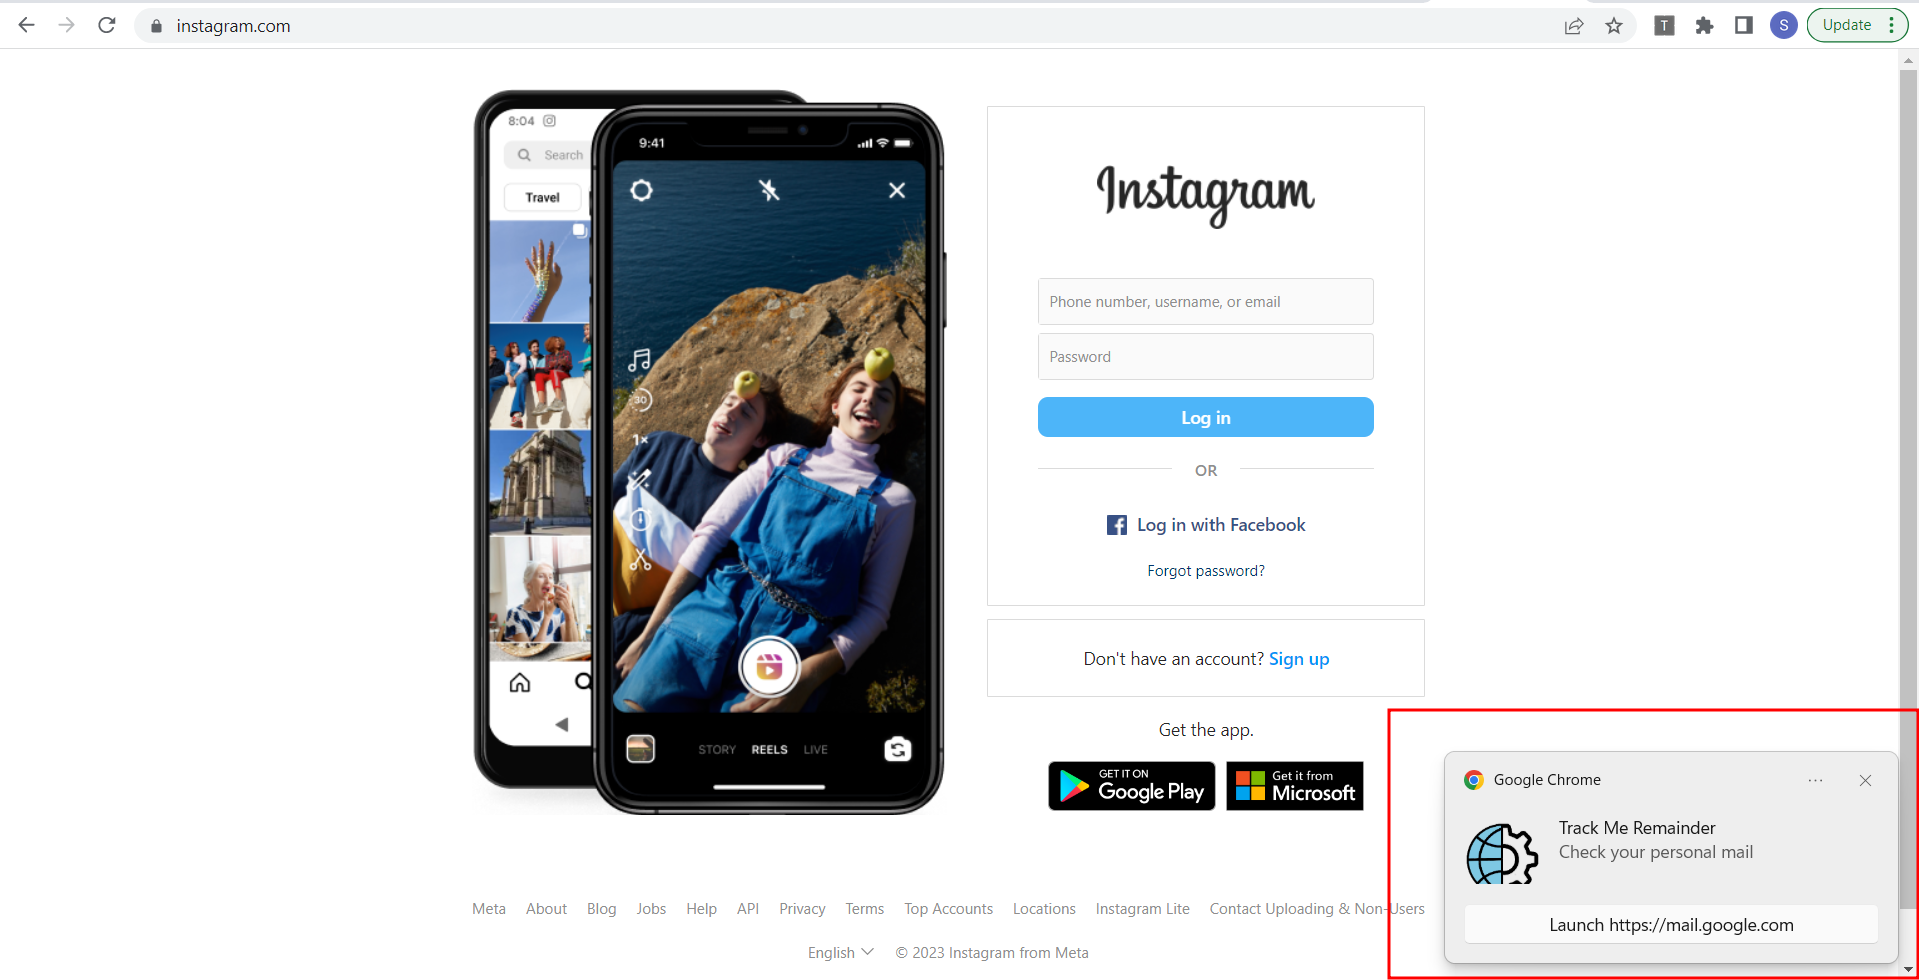 instagram.com
T
S
Update
8:04
Search
Travel
9:41
30
1×
STORY REELS LIVE
Instagram
Phone number, username, or email
Password
Log in
OR
Log in with Facebook
Forgot password?
Don't have an account? Sign up
Get the app.
GET IT ON
Google Play
Get it from
Microsoft
Google Chrome
Track Me Remainder
Check your personal mail
Launch https://mail.google.com
Meta About Blog Jobs Help API Privacy Terms Top Accounts Locations Instagram Lite Contact Uploading & Non-Users
English © 2023 Instagram from Meta